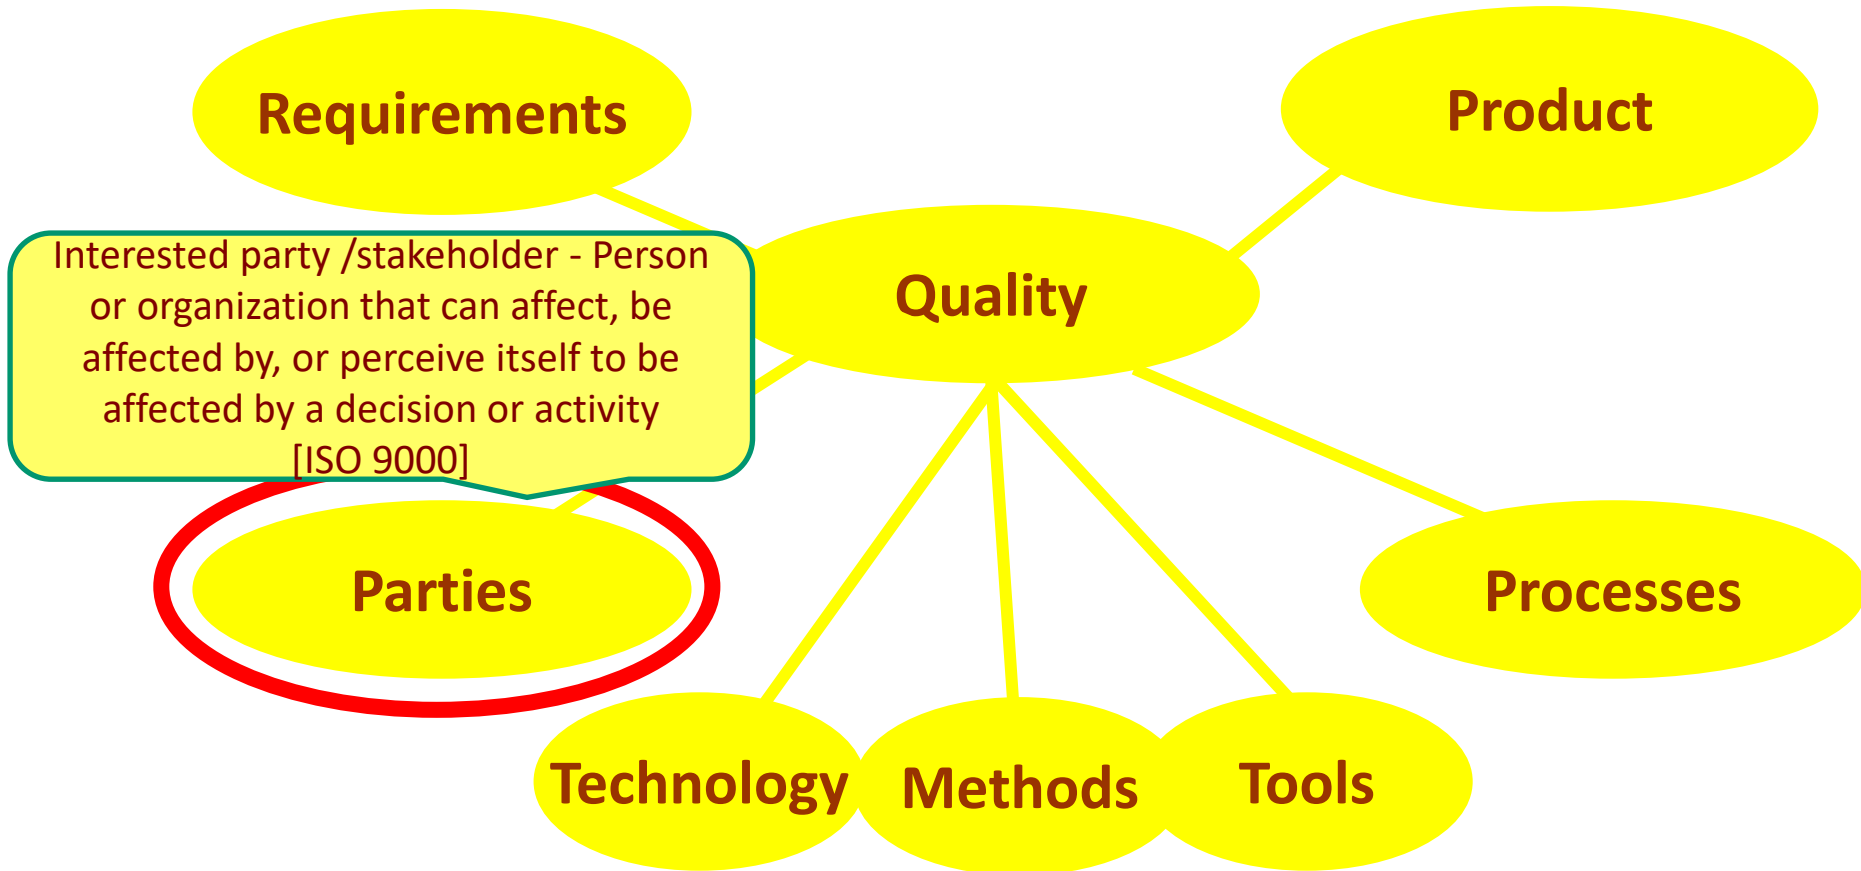 Requirements
Product
Interested party /stakeholder - Person
or organization that can affect, be
affected by, or perceive itself to be
affected by a decision or activity
[ISO 9000]
Quality
Parties
Processes
Technology
Methods
Tools